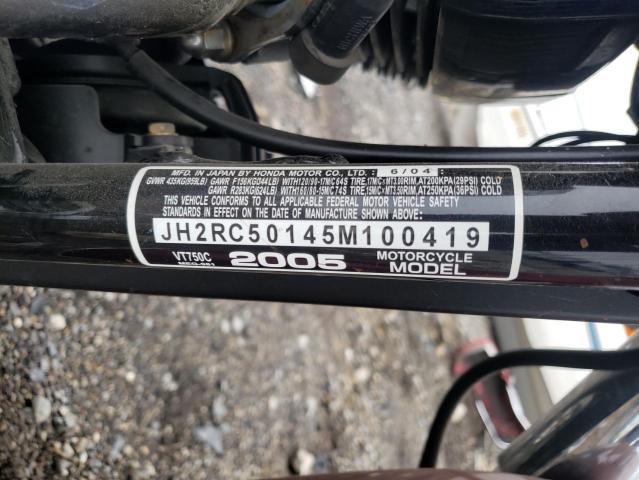 MFD. IN JAPAN BY HONDA MOTOR CO., LTD.: 6/04
GVWR 435KG(959LB) GAWR F156KG(344LB) WITH120/90-17M/C64S TIRE,17M/C×MT3.00RIM,AT200KPA(29PSI) COLD
GAWR R283KG(624LB) WITH160/80-15M/C74S TIRE,15M/C×MT3.50RIM,AT250KPA(36PSI) COLD
THIS VEHICLE CONFORMS TO ALL APPLICABLE FEDERAL MOTOR VEHICLE SAFETY
STANDARDS IN EFFECT ON THE DATE OF MANUFACTURE SHOWN ABOVE:
JH2RC50145M100419
VT750C 2005 MOTORCYCLE
MODEL